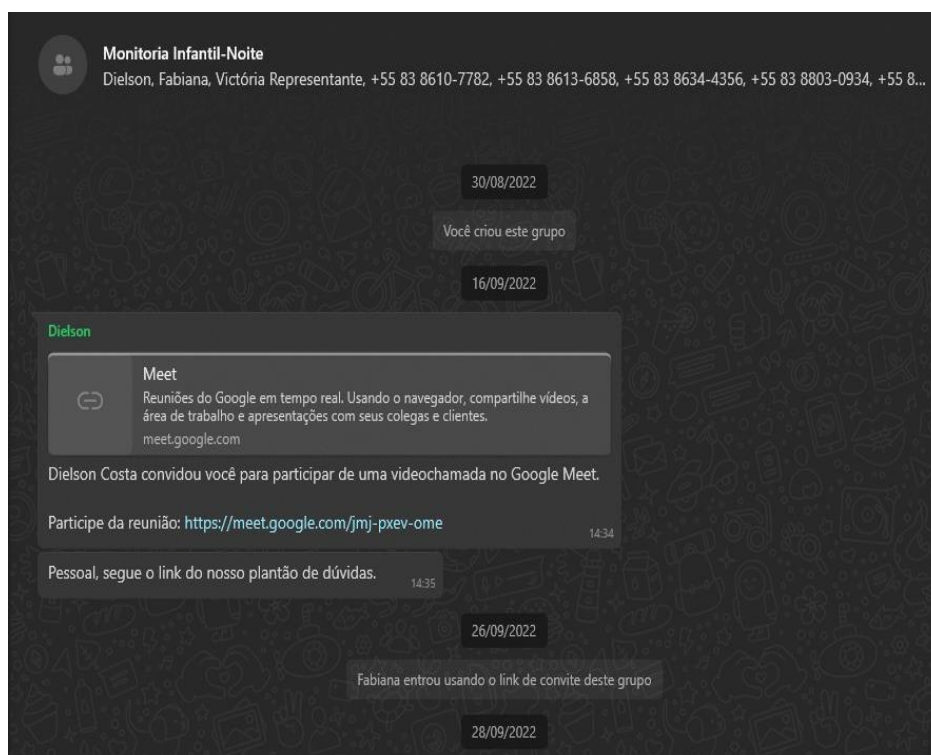 Monitoria Infantil-Noite
Dielson, Fabiana, Victória Representante, +55 83 8610-7782, +55 83 8613-6858, +55 83 8634-4356, +55 83 8803-0934, +55 8...
30/08/2022
Você criou este grupo
16/09/2022
Dielson
Meet
Reuniões do Google em tempo real. Usando o navegador, compartilhe vídeos, a
área de trabalho e apresentações com seus colegas e clientes.
meet.google.com
Dielson Costa convidou você para participar de uma videochamada no Google Meet.
Participe da reunião: https://meet.google.com/jmj-pxev-ome
14:34
Pessoal, segue o link do nosso plantão de dúvidas.
14:35
26/09/2022
Fabiana entrou usando o link de convite deste grupo
28/09/2022